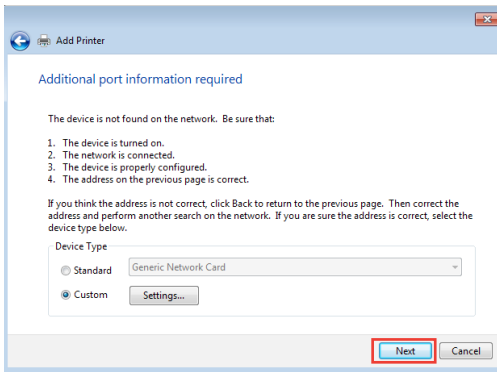 Add Printer
Additional port information required
The device is not found on the network. Be sure that:
1. The device is turned on.
2. The network is connected.
3. The device is properly configured.
4. The address on the previous page is correct.
If you think the address is not correct, click Back to return to the previous page. Then correct the
address and perform another search on the network. If you are sure the address is correct, select the
device type below.
Device Type
Standard Generic Network Card
Custom Settings...
Next Cancel